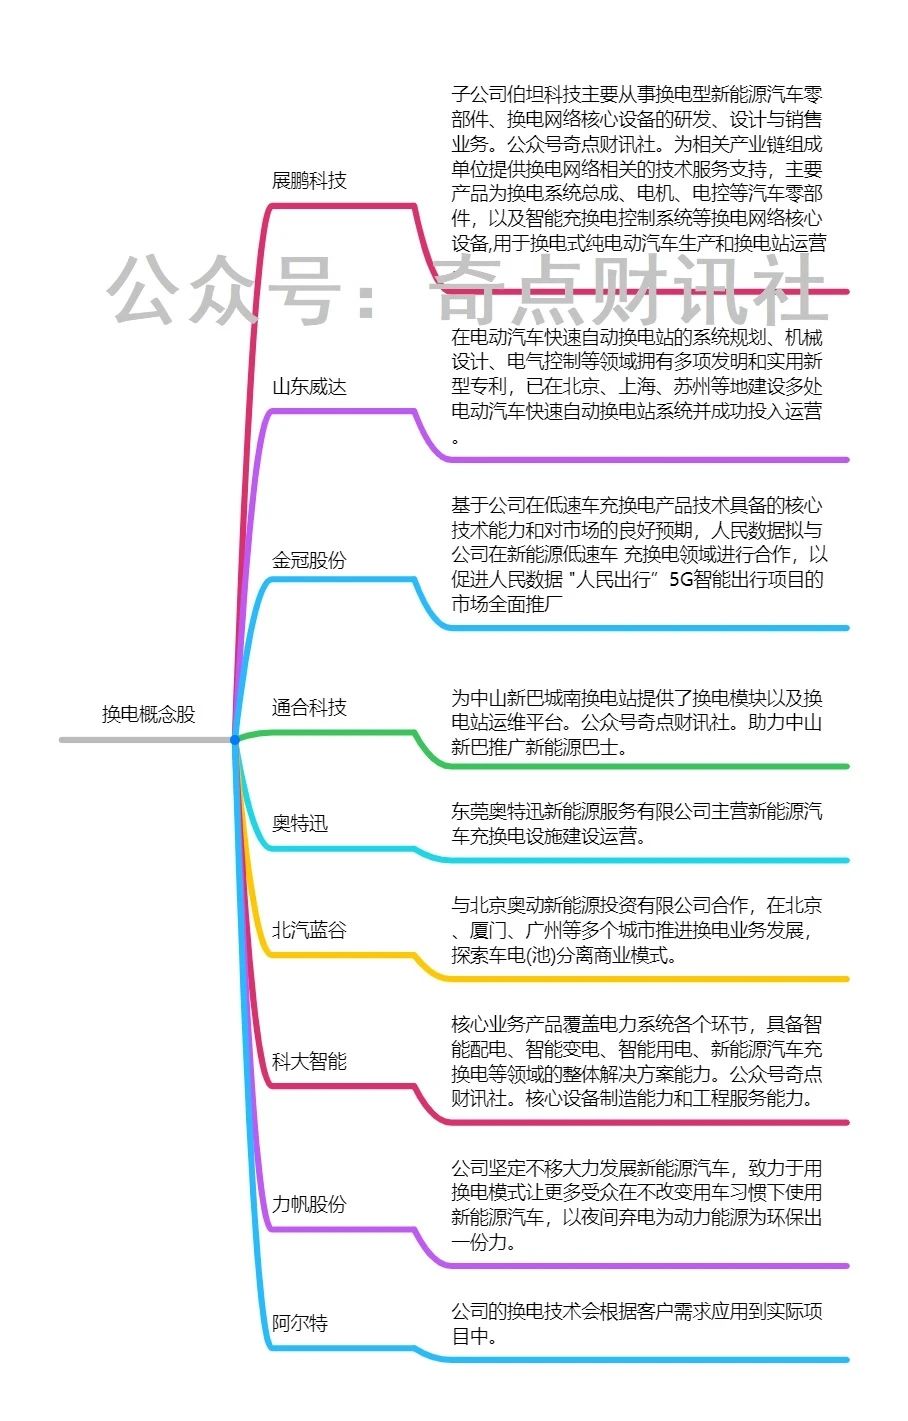 换电概念股
展鹏科技
子公司伯坦科技主要从事换电型新能源汽车零
部件、换电网络核心设备的研发、设计与销售
业务。公众号奇点财讯社。为相关产业链组成
单位提供换电网络相关的技术服务支持，主要
产品为换电系统总成、电机、电控等汽车零部
件，以及智能充换电控制系统等换电网络核心
设备,用于换电式纯电动汽车生产和换电站运营
公众号：奇点财讯社
山东威达
在电动汽车快速自动换电站的系统规划、机械
设计、电气控制等领域拥有多项发明和实用新
型专利，已在北京、上海、苏州等地建设多处
电动汽车快速自动换电站系统并成功投入运营
。
金冠股份
基于公司在低速车充换电产品技术具备的核心
技术能力和对市场的良好预期，人民数据拟与
公司在新能源低速车 充换电领域进行合作，以
促进人民数据 "人民出行”5G智能出行项目的
市场全面推厂
通合科技
为中山新巴城南换电站提供了换电模块以及换
电站运维平台。公众号奇点财讯社。助力中山
新巴推广新能源巴士。
奥特迅
东莞奥特迅新能源服务有限公司主营新能源汽
车充换电设施建设运营。
北汽蓝谷
与北京奥动新能源投资有限公司合作，在北京
、厦门、广州等多个城市推进换电业务发展，
探索车电(池)分离商业模式。
科大智能
核心业务产品覆盖电力系统各个环节，具备智
能配电、智能变电、智能用电、新能源汽车充
换电等领域的整体解决方案能力。公众号奇点
财讯社。核心设备制造能力和工程服务能力。
力帆股份
公司坚定不移大力发展新能源汽车，致力于用
换电模式让更多受众在不改变用车习惯下使用
新能源汽车，以夜间弃电为动力能源为环保出
一份力。
阿尔特
公司的换电技术会根据客户需求应用到实际项
目中。